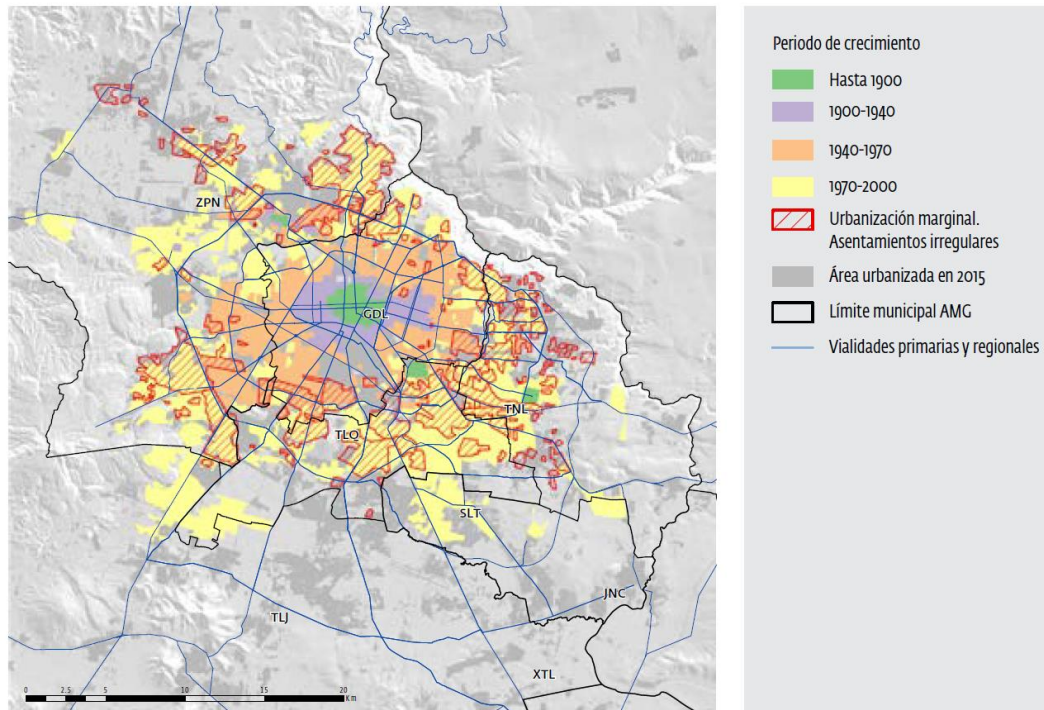 ZPN
GDL
TNL
TLQ
SLT
JNC
TLJ
XTL
0 2.5 5 10 15 20
Km
Periodo de crecimiento
Hasta 1900
1900-1940
1940-1970
1970-2000
Urbanización marginal.
Asentamientos irregulares
Área urbanizada en 2015
Límite municipal AMG
Vialidades primarias y regionales